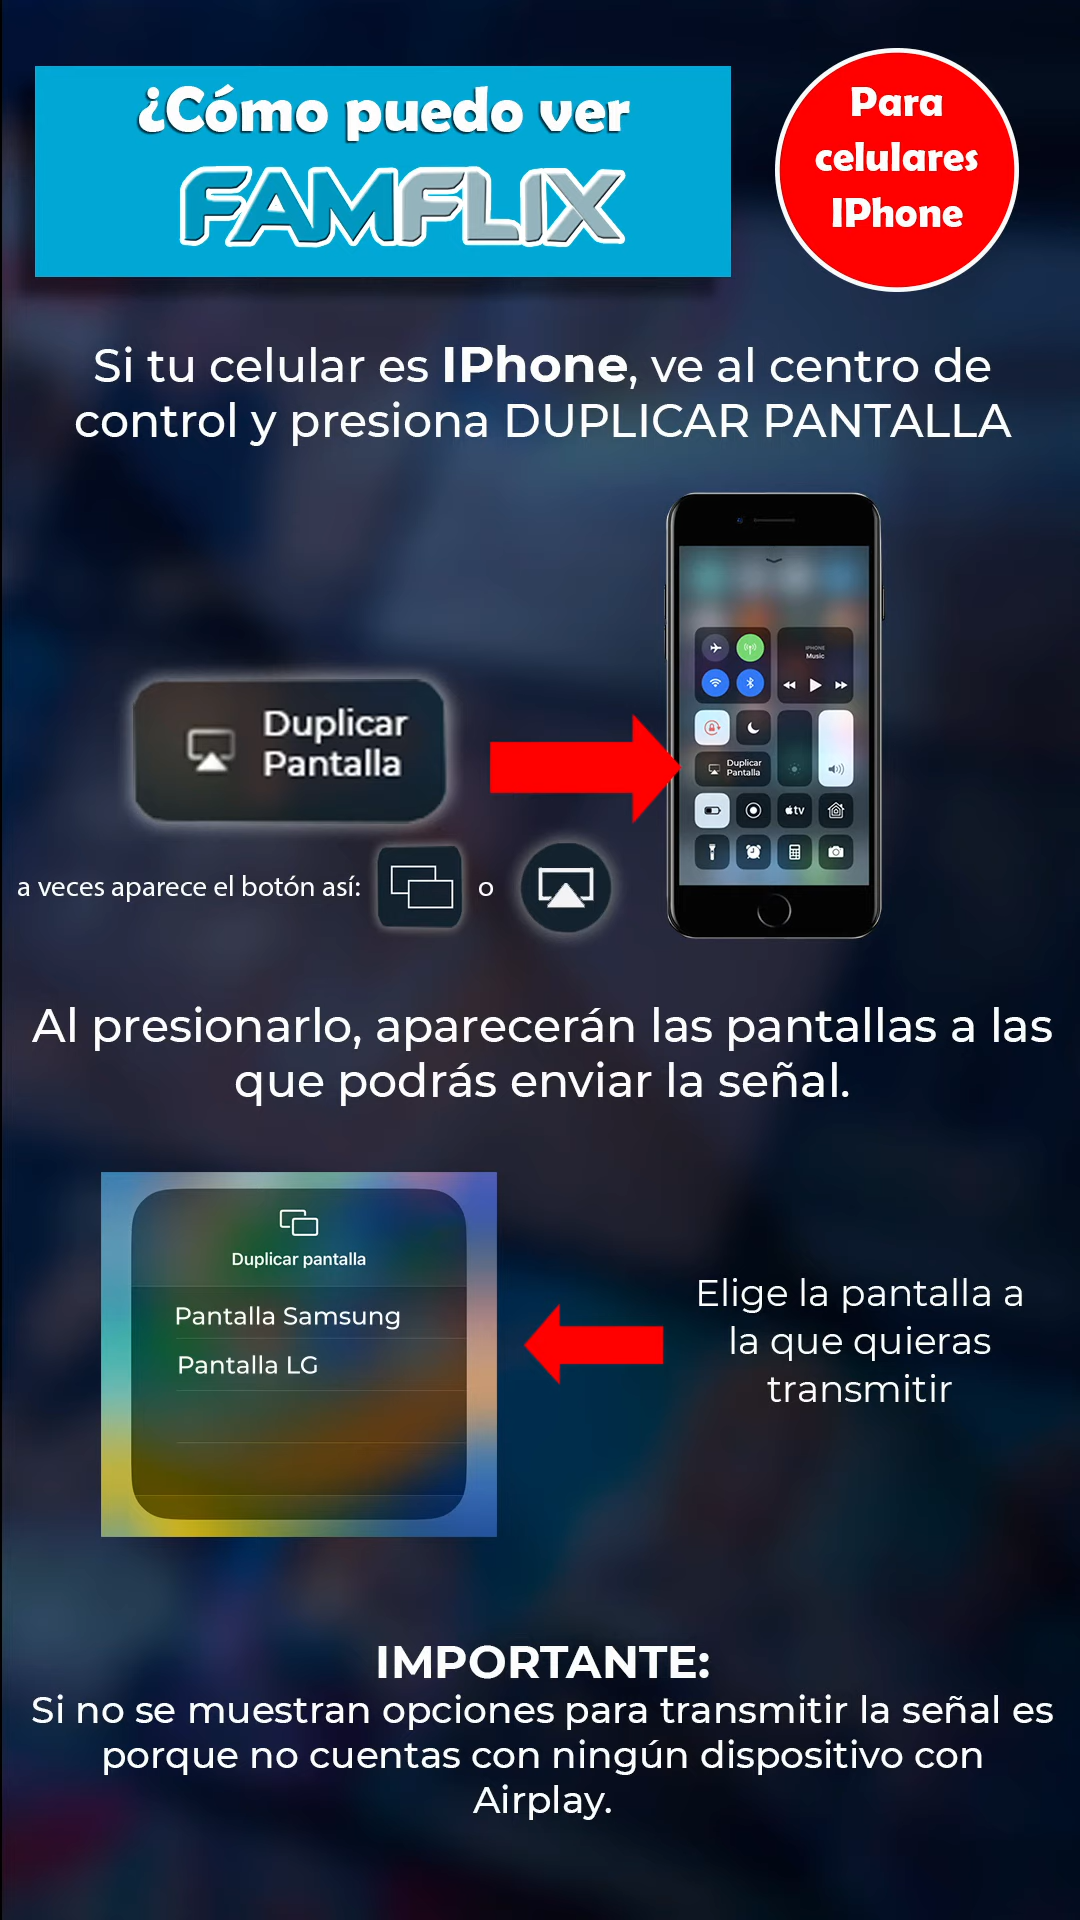 ¿Cómo puedo ver
FAMFLIX
Para
celulares
IPhone
Si tu celular es IPhone, ve al centro de
control y presiona DUPLICAR PANTALLA
Duplicar
Pantalla
a veces aparece el botón así:
o
IPHONE
Music
Duplicar
Pantalla
tv
Al presionarlo, aparecerán las pantallas a las
que podrás enviar la señal.
Duplicar pantalla
Pantalla Samsung
Pantalla LG
Elige la pantalla a
la que quieras
transmitir
IMPORTANTE:
Si no se muestran opciones para transmitir la señal es
porque no cuentas con ningún dispositivo con
Airplay.